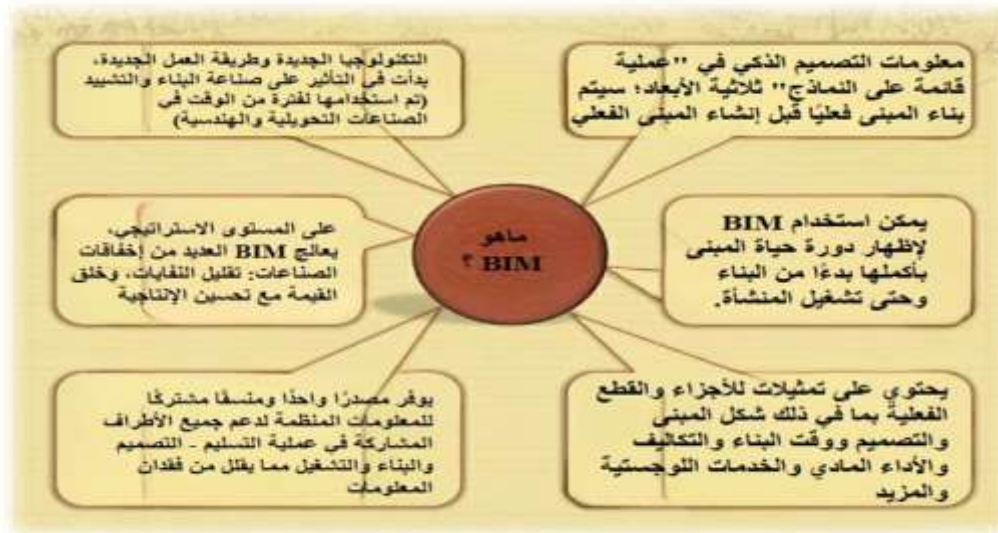 معلومات التصميم الذكي في "عملية
قائمة على النماذج" ثلاثية الأبعاد؛ سيتم
بناء المبنى فعليًا قبل إنشاء المبنى الفعلي
التكنولوجيا الجديدة وطريقة العمل الجديدة،
بدأت في التأثير على صناعة البناء والتشييد
(تم استخدامها لفترة من الوقت في
الصناعات التحويلية والهندسية)
ماهو
BIM ؟
يمكن استخدام BIM
لإظهار دورة حياة المبنى
بأكملها بدءًا من البناء
وحتى تشغيل المنشأة.
على المستوى الاستراتيجي،
يعالج BIM العديد من إخفاقات
الصناعات: تقليل النفايات، وخلق
القيمة مع تحسين الإنتاجية
يحتوي على تمثيلات للأجزاء والقطع
الفعلية بما في ذلك شكل المبنى
والتصميم ووقت البناء والتكاليف
والأداء المادي والخدمات اللوجستية
والمزيد
يوفر مصدرًا واحدًا ومنسقًا مشتركًا
للمعلومات المنظمة لدعم جميع الأطراف
المشاركة في عملية التسليم - التصميم
والبناء والتشغيل مما يقلل من فقدان
المعلومات